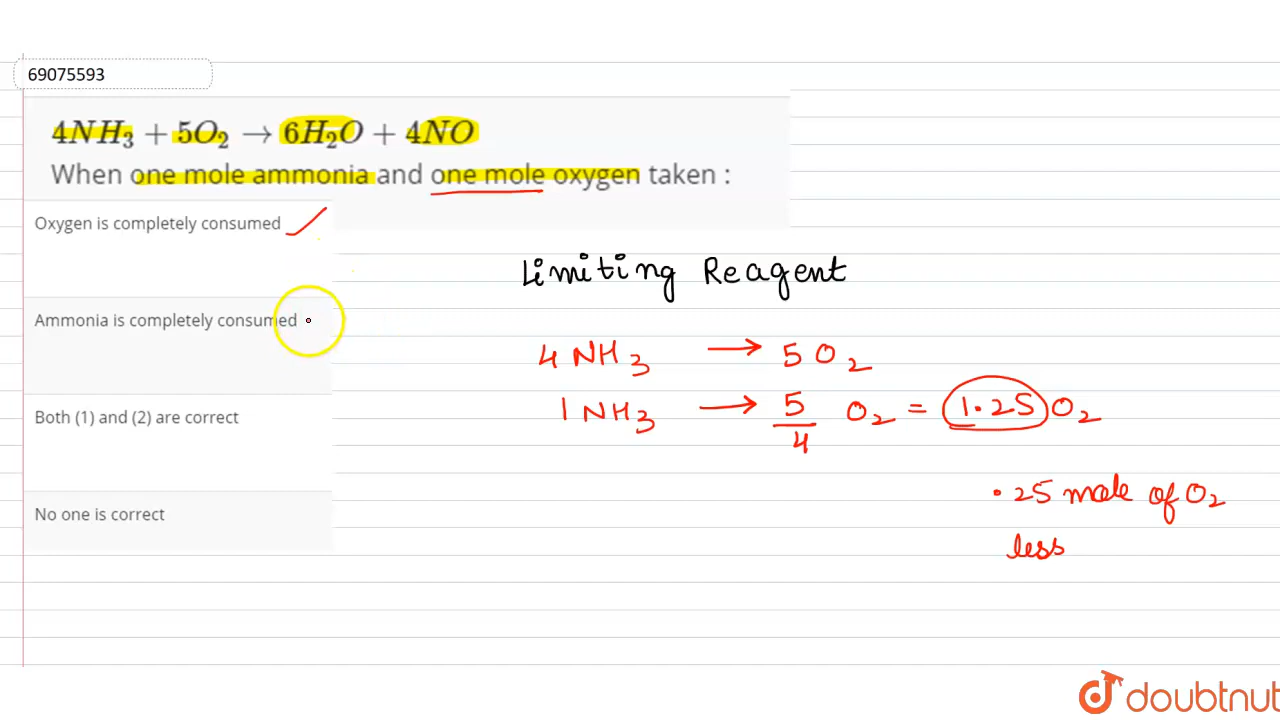 69075593
4NH₃ + 5O₂ → 6H₂O + 4NO
When one mole ammonia and one mole oxygen taken :
Oxygen is completely consumed
Limiting Reagent
Ammonia is completely consumed
4 NH₃ → 5 O₂
1 NH₃ → 5/4 O₂ = 1.25 O₂
Both (1) and (2) are correct
.25 mole of O₂
less
No one is correct
doubtnut